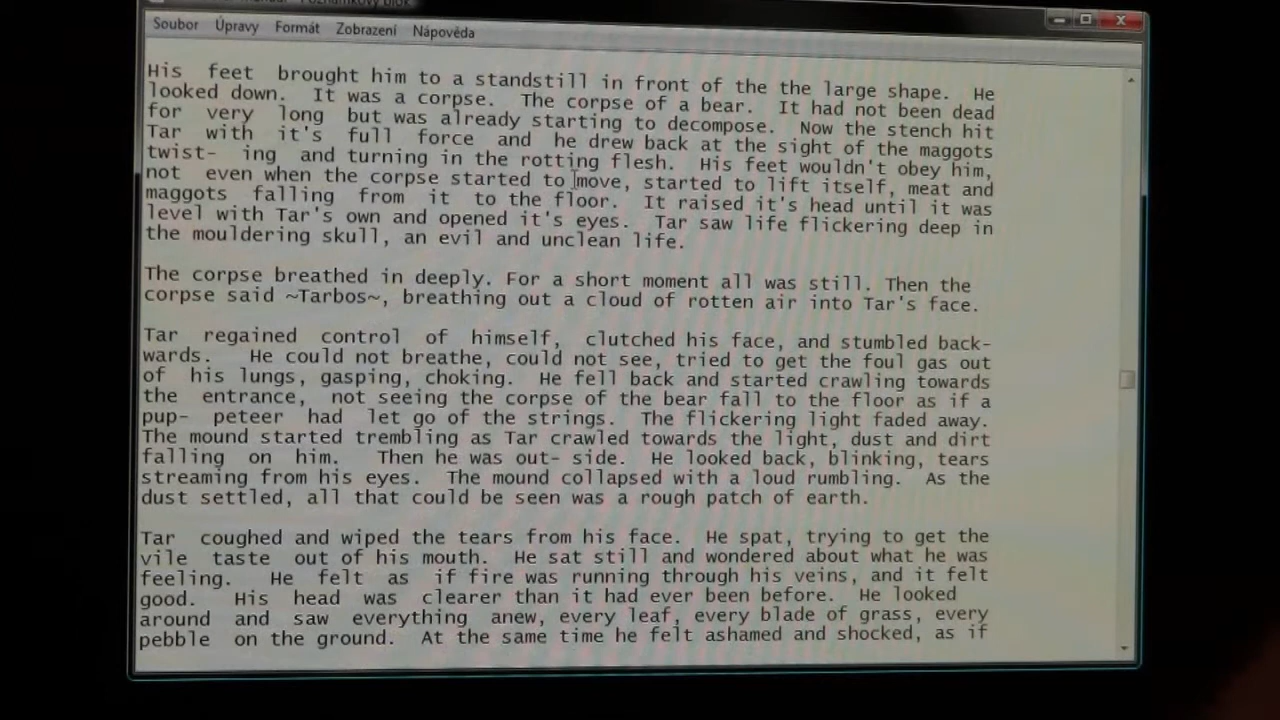 Poznámkový blok
Soubor Úpravy Formát Zobrazení Nápověda
His feet brought him to a standstill in front of the the large shape. He
looked down. It was a corpse. The corpse of a bear. It had not been dead
for very long but was already starting to decompose. Now the stench hit
Tar with it's full force and he drew back at the sight of the maggots
twist- ing and turning in the rotting flesh. His feet wouldn't obey him,
not even when the corpse started to move, started to lift itself, meat and
maggots falling from it to the floor. It raised it's head until it was
level with Tar's own and opened it's eyes. Tar saw life flickering deep in
the mouldering skull, an evil and unclean life.
The corpse breathed in deeply. For a short moment all was still. Then the
corpse said ~Tarbos~, breathing out a cloud of rotten air into Tar's face.
Tar regained control of himself, clutched his face, and stumbled back-
wards. He could not breathe, could not see, tried to get the foul gas out
of his lungs, gasping, choking. He fell back and started crawling towards
the entrance, not seeing the corpse of the bear fall to the floor as if a
pup- peteer had let go of the strings. The flickering light faded away.
The mound started trembling as Tar crawled towards the light, dust and dirt
falling on him. Then he was out- side. He looked back, blinking, tears
streaming from his eyes. The mound collapsed with a loud rumbling. As the
dust settled, all that could be seen was a rough patch of earth.
Tar coughed and wiped the tears from his face. He spat, trying to get the
vile taste out of his mouth. He sat still and wondered about what he was
feeling. He felt as if fire was running through his veins, and it felt
good. His head was clearer than it had ever been before. He looked
around and saw everything anew, every leaf, every blade of grass, every
pebble on the ground. At the same time he felt ashamed and shocked, as if